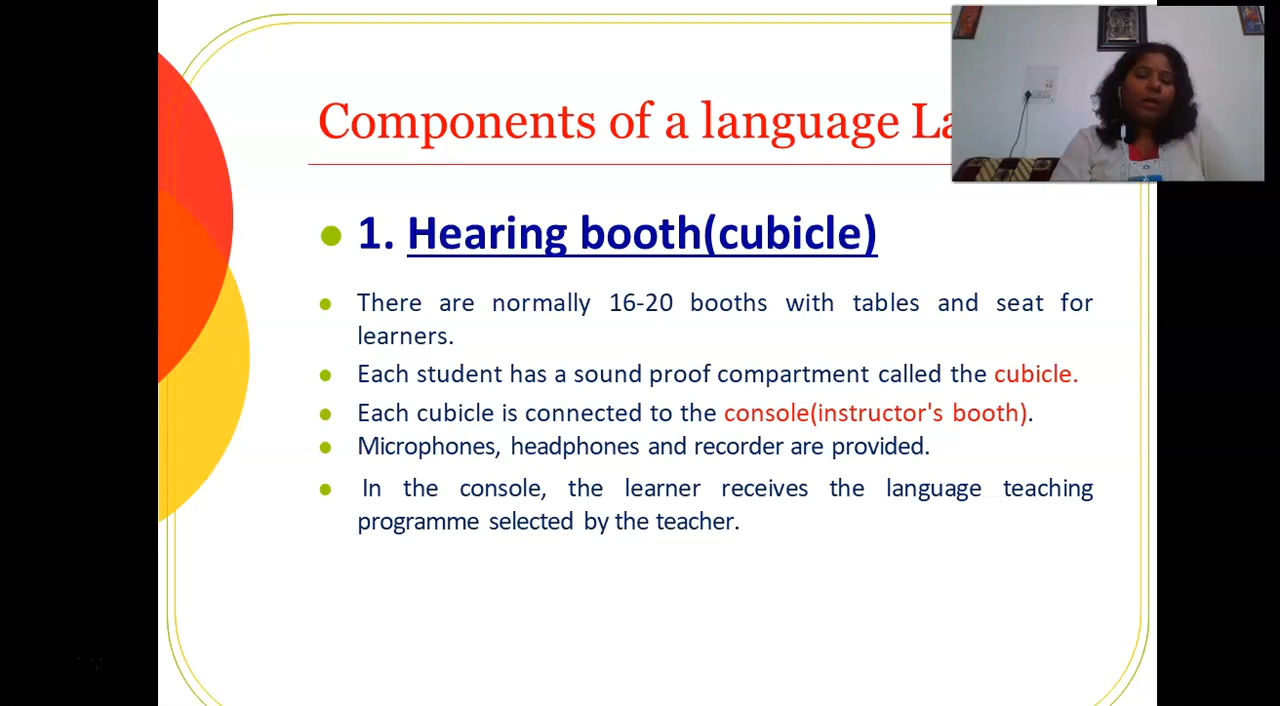 Components of a language La
1. Hearing booth(cubicle)
There are normally 16-20 booths with tables and seat for
learners.
Each student has a sound proof compartment called the cubicle.
Each cubicle is connected to the console(instructor's booth).
Microphones, headphones and recorder are provided.
In the console, the learner receives the language teaching
programme selected by the teacher.